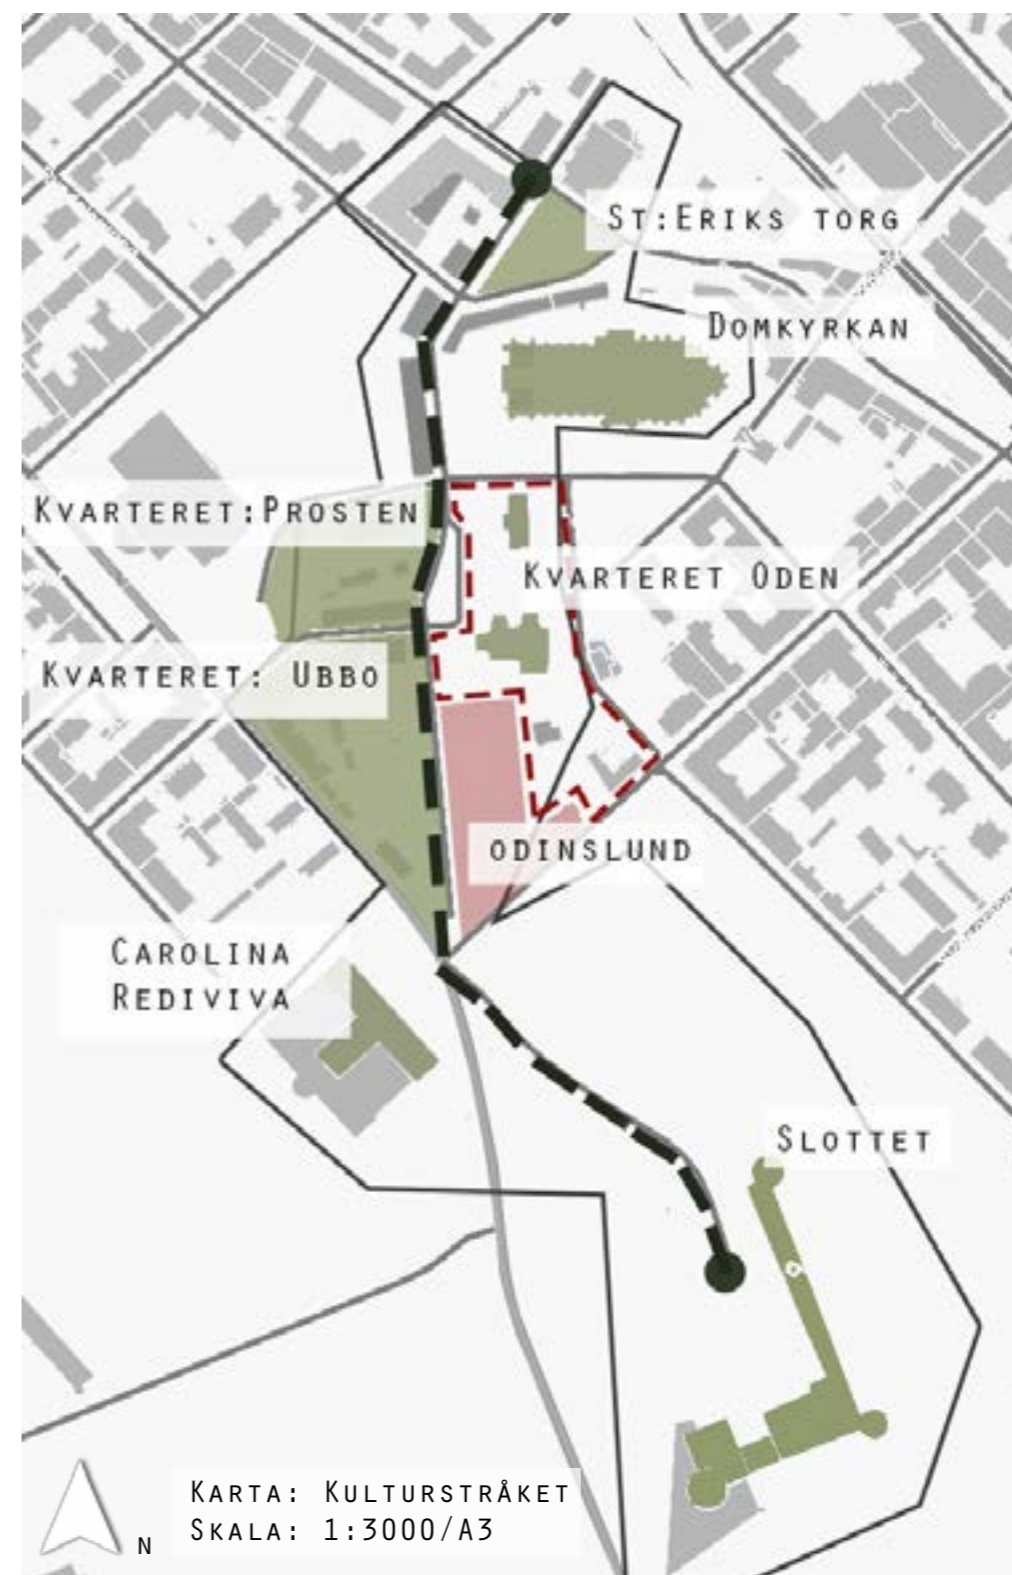 St:Eriks torg
Domkyrkan
Kvarteret:Prosten
Kvarteret Oden
Kvarteret: Ubbo
odinslund
Carolina
Rediviva
Slottet
Karta: Kulturstråket
Skala: 1:3000/A3
N